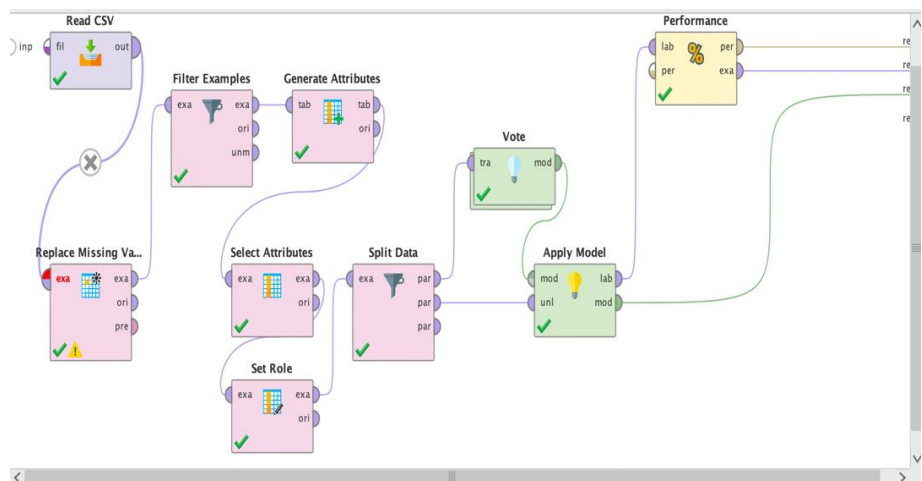 Read CSV
inp
fil
out
Filter Examples
exa
exa
ori
unm
Generate Attributes
tab
tab
ori
Performance
%
lab
per
per
exa
re
re
re
re
Vote
tra
mod
Replace Missing Va...
exa
exa
ori
pre
Select Attributes
exa
exa
ori
Split Data
exa
par
par
par
Apply Model
mod
lab
unl
mod
Set Role
exa
exa
ori